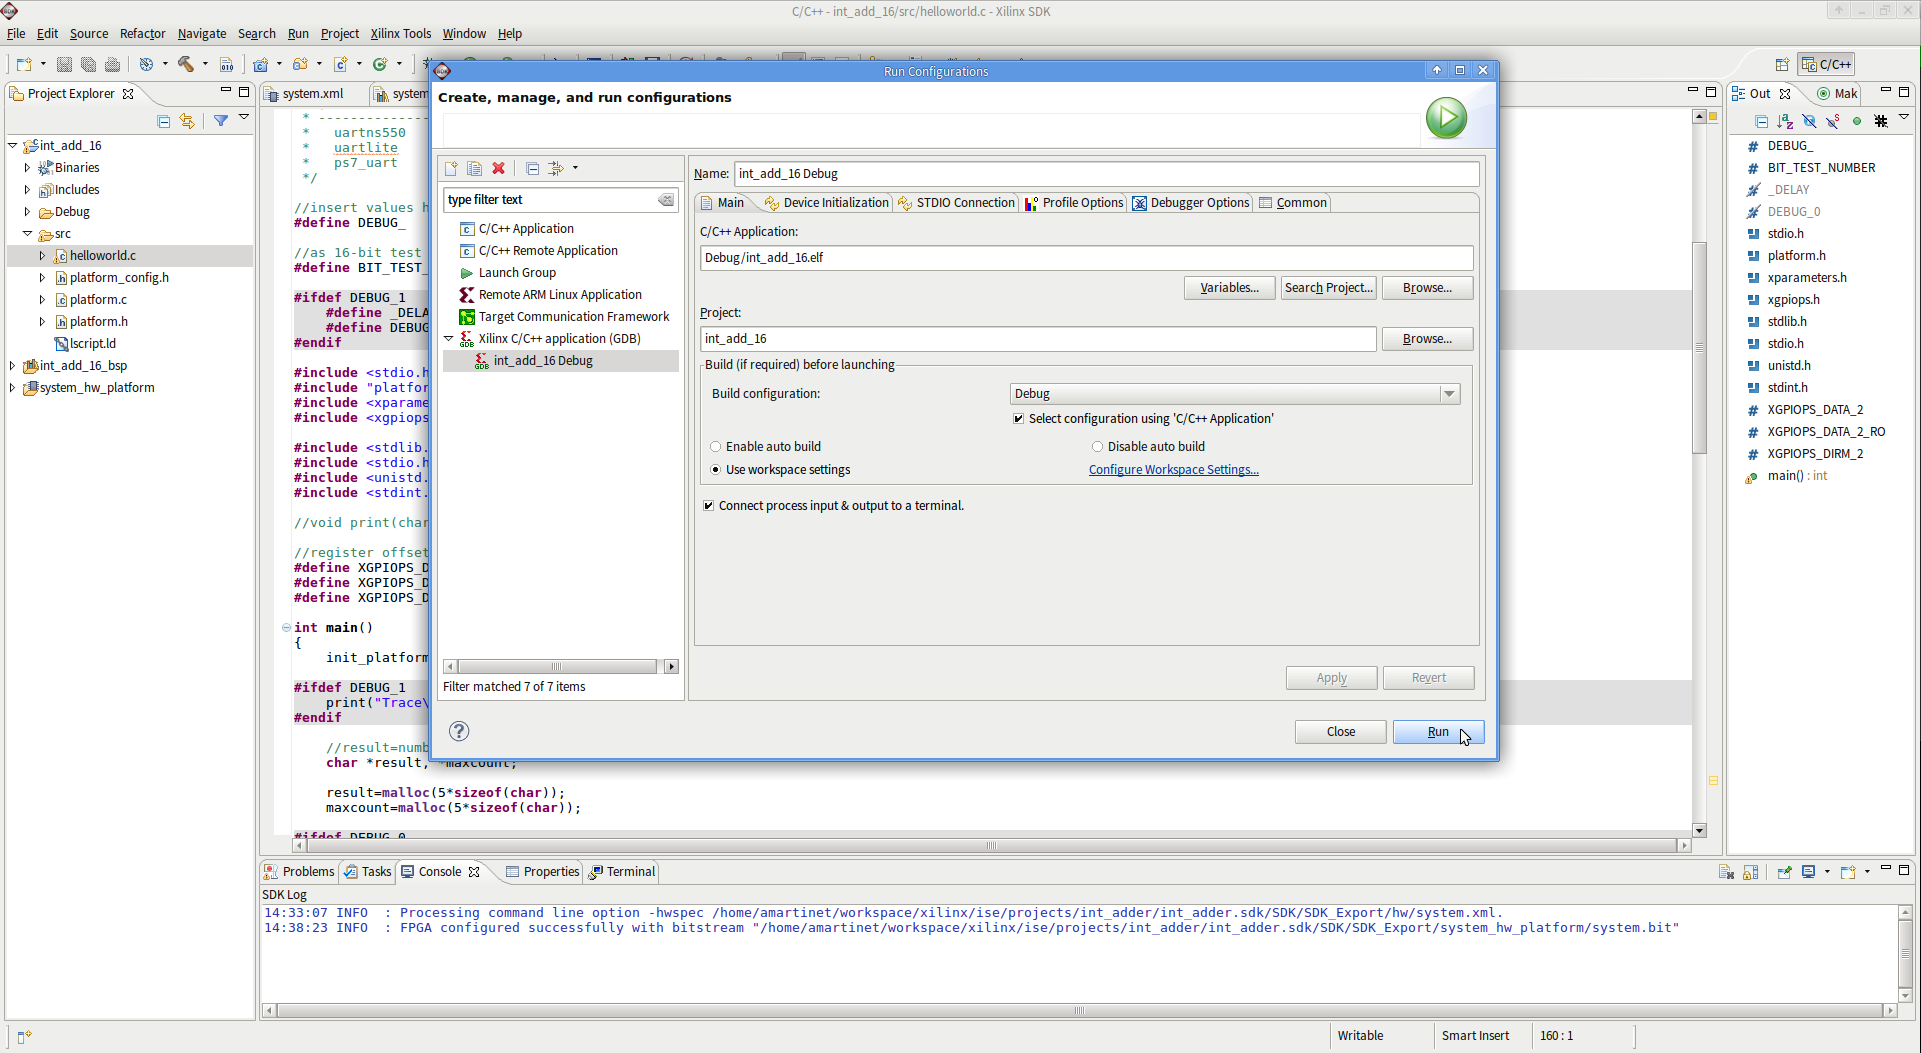 C/C++ - int_add_16/src/helloworld.c - Xilinx SDK
File Edit Source Refactor Navigate Search Run Project Xilinx Tools Window Help
C/C++
Project Explorer
int_add_16
Binaries
Includes
Debug
src
helloworld.c
platform_config.h
platform.c
platform.h
lscript.ld
int_add_16_bsp
system_hw_platform
system.xml
system
* --------------
* uartns550
* uartlite
* ps7_uart
*/
//insert values h
#define DEBUG_
//as 16-bit test
#define BIT_TEST_
#ifdef DEBUG_1
#define _DELA
#define DEBUG
#endif
#include <stdio.h
#include "platfor
#include <xparame
#include <xgpiops
#include <stdlib.
#include <stdio.h
#include <unistd.
#include <stdint.
//void print(char
//register offset
#define XGPIOPS_D
#define XGPIOPS_D
#define XGPIOPS_D
int main()
{
init_platform
#ifdef DEBUG_1
print("Trace\
#endif
//result=numb
char *result, *maxcount;
result=malloc(5*sizeof(char));
maxcount=malloc(5*sizeof(char));
#ifdef DEBUG_0
Run Configurations
Create, manage, and run configurations
type filter text
C/C++ Application
C/C++ Remote Application
Launch Group
Remote ARM Linux Application
Target Communication Framework
Xilinx C/C++ application (GDB)
int_add_16 Debug
Filter matched 7 of 7 items
Name: int_add_16 Debug
Main Device Initialization STDIO Connection Profile Options Debugger Options Common
C/C++ Application:
Debug/int_add_16.elf
Variables... Search Project... Browse...
Project:
int_add_16
Browse...
Build (if required) before launching
Build configuration: Debug
Select configuration using 'C/C++ Application'
Enable auto build Disable auto build
Use workspace settings Configure Workspace Settings...
Connect process input & output to a terminal.
Apply Revert
Close Run
Out Mak
DEBUG_
BIT_TEST_NUMBER
_DELAY
DEBUG_0
stdio.h
platform.h
xparameters.h
xgpiops.h
stdlib.h
stdio.h
unistd.h
stdint.h
XGPIOPS_DATA_2
XGPIOPS_DATA_2_RO
XGPIOPS_DIRM_2
main() : int
Problems Tasks Console Properties Terminal
SDK Log
14:33:07 INFO : Processing command line option -hwspec /home/amartinet/workspace/xilinx/ise/projects/int_adder/int_adder.sdk/SDK/SDK_Export/hw/system.xml.
14:38:23 INFO : FPGA configured successfully with bitstream "/home/amartinet/workspace/xilinx/ise/projects/int_adder/int_adder.sdk/SDK/SDK_Export/system_hw_platform/system.bit"
Writable Smart Insert 160 : 1